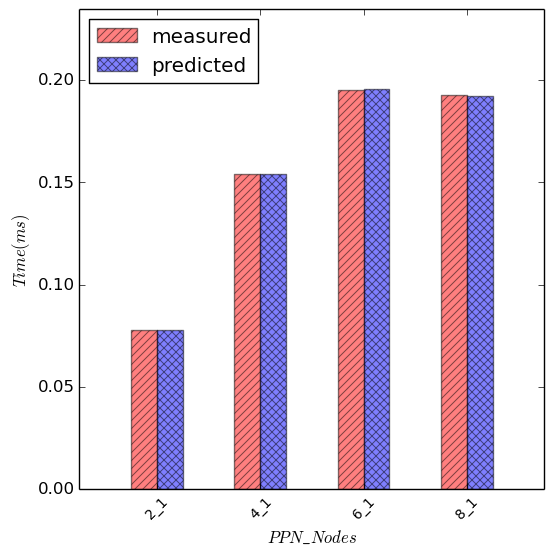 measured
predicted
0.20
0.15
0.10
0.05
0.00
Time(ms)
2_1
4_1
6_1
8_1
PPN_Nodes